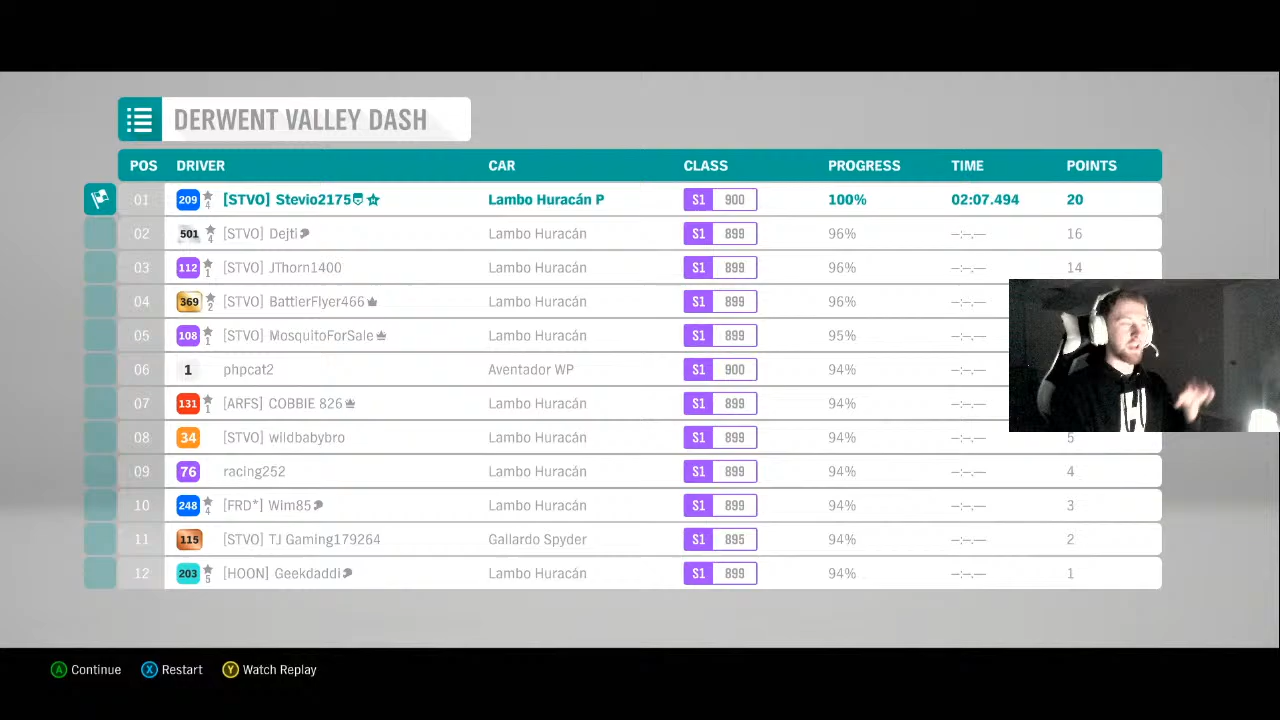 DERWENT VALLEY DASH
POS DRIVER CAR CLASS PROGRESS TIME POINTS
01 209 4 [STVO] Stevio2175 Lambo Huracán P S1 900 100% 02:07.494 20
02 501 4 [STVO] Dejti Lambo Huracán S1 899 96% --:--.--- 16
03 112 1 [STVO] JThorn1400 Lambo Huracán S1 899 96% --:--.--- 14
04 369 2 [STVO] BattlerFlyer466 Lambo Huracán S1 899 96% --:--.---
05 108 1 [STVO] MosquitoForSale Lambo Huracán S1 899 95% --:--.---
06 1 phpcat2 Aventador WP S1 900 94% --:--.---
07 131 1 [ARFS] COBBIE 826 Lambo Huracán S1 899 94% --:--.---
08 34 [STVO] wildbabybro Lambo Huracán S1 899 94% --:--.--- 5
09 76 racing252 Lambo Huracán S1 899 94% --:--.--- 4
10 248 4 [FRD*] Wim85 Lambo Huracán S1 899 94% --:--.--- 3
11 115 [STVO] TJ Gaming179264 Gallardo Spyder S1 895 94% --:--.--- 2
12 203 5 [HOON] Geekdaddi Lambo Huracán S1 899 94% --:--.--- 1
A Continue X Restart Y Watch Replay